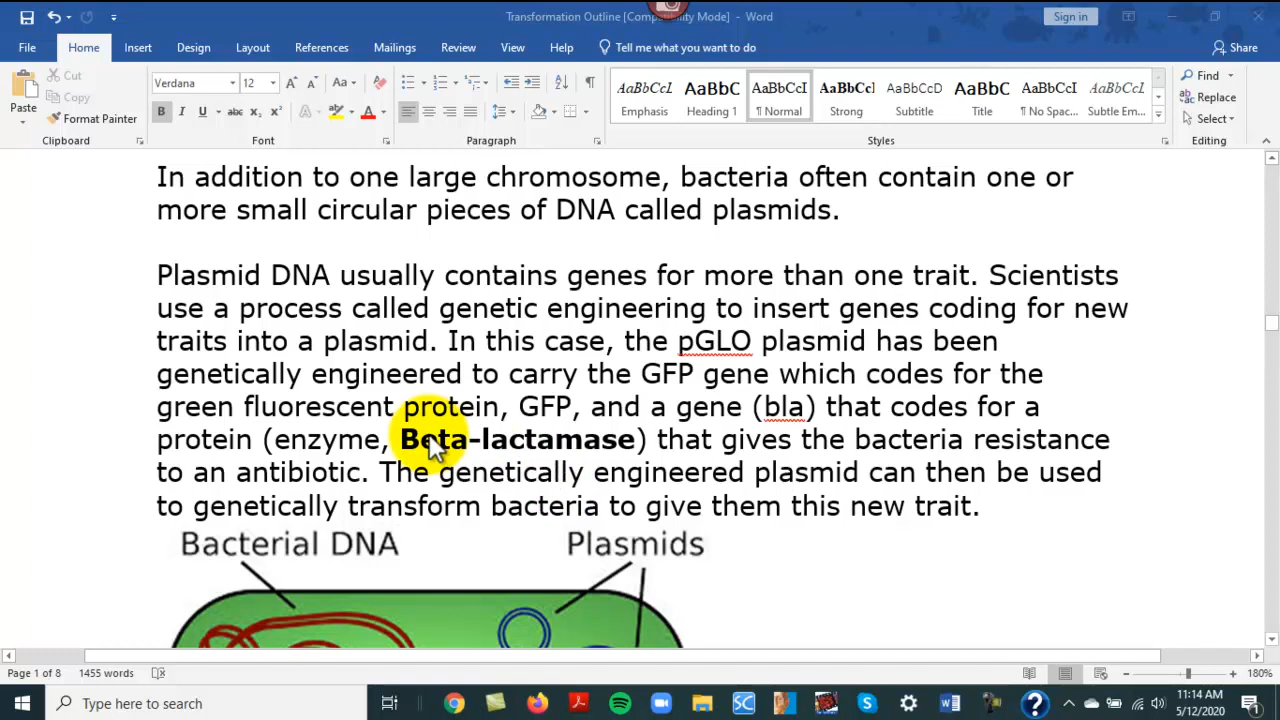 Transformation Outline [Compatibility Mode] - Word
Sign in
File Home Insert Design Layout References Mailings Review View Help Tell me what you want to do Share
Paste
Cut
Copy
Format Painter
Clipboard
Verdana 12
Font
Paragraph
AaBbCcI AaBbC AaBbCcI AaBbCc AaBbCcI AaBbC AaBbCcI AaBbCcI
Emphasis Heading 1 ¶ Normal Strong Subtitle Title ¶ No Spac... Subtle Em...
Styles
Find
Replace
Select
Editing
In addition to one large chromosome, bacteria often contain one or
more small circular pieces of DNA called plasmids.
Plasmid DNA usually contains genes for more than one trait. Scientists
use a process called genetic engineering to insert genes coding for new
traits into a plasmid. In this case, the pGLO plasmid has been
genetically engineered to carry the GFP gene which codes for the
green fluorescent protein, GFP, and a gene (bla) that codes for a
protein (enzyme, Beta-lactamase) that gives the bacteria resistance
to an antibiotic. The genetically engineered plasmid can then be used
to genetically transform bacteria to give them this new trait.
Bacterial DNA Plasmids
Page 1 of 8 1455 words 180%
Type here to search
11:14 AM
5/12/2020